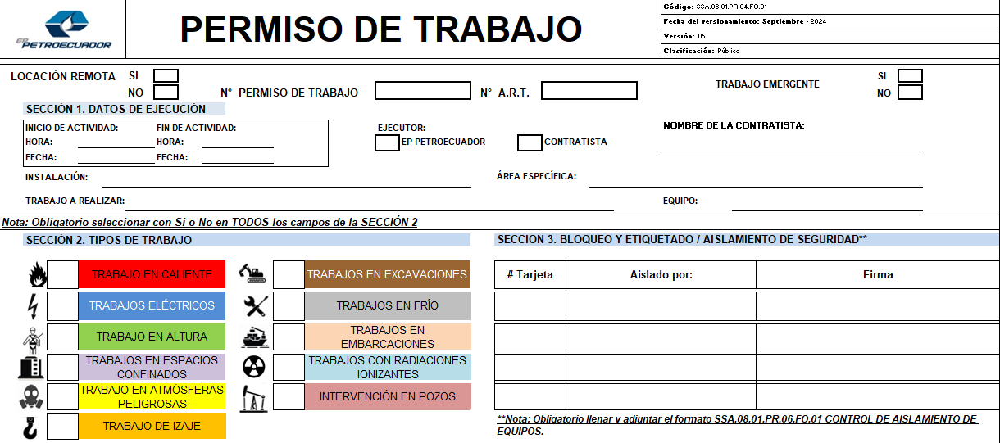 EP PETROECUADOR
PERMISO DE TRABAJO
Código: SSA.08.01.PR.04.FO.01
Fecha del versionamiento: Septiembre - 2024
Versión: 05
Clasificación: Público
LOCACIÓN REMOTA SI
NO
N° PERMISO DE TRABAJO
N° A.R.T.
TRABAJO EMERGENTE
SI
NO
SECCIÓN 1. DATOS DE EJECUCIÓN
INICIO DE ACTIVIDAD: FIN DE ACTIVIDAD:
HORA: HORA:
FECHA: FECHA:
EJECUTOR:
EP PETROECUADOR CONTRATISTA
NOMBRE DE LA CONTRATISTA:
INSTALACIÓN: ÁREA ESPECÍFICA:
TRABAJO A REALIZAR: EQUIPO:
Nota: Obligatorio seleccionar con Si o No en TODOS los campos de la SECCIÓN 2
SECCIÓN 2. TIPOS DE TRABAJO
TRABAJO EN CALIENTE
TRABAJOS ELÉCTRICOS
TRABAJO EN ALTURA
TRABAJOS EN ESPACIOS
CONFINADOS
TRABAJO EN ATMÓSFERAS
PELIGROSAS
TRABAJO DE IZAJE
TRABAJOS EN EXCAVACIONES
TRABAJOS EN FRÍO
TRABAJOS EN
EMBARCACIONES
TRABAJOS CON RADIACIONES
IONIZANTES
INTERVENCIÓN EN POZOS
SECCION 3. BLOQUEO Y ETIQUETADO / AISLAMIENTO DE SEGURIDAD**
# Tarjeta Aislado por: Firma
**Nota: Obligatorio llenar y adjuntar el formato SSA.08.01.PR.06.FO.01 CONTROL DE AISLAMIENTO DE
EQUIPOS.